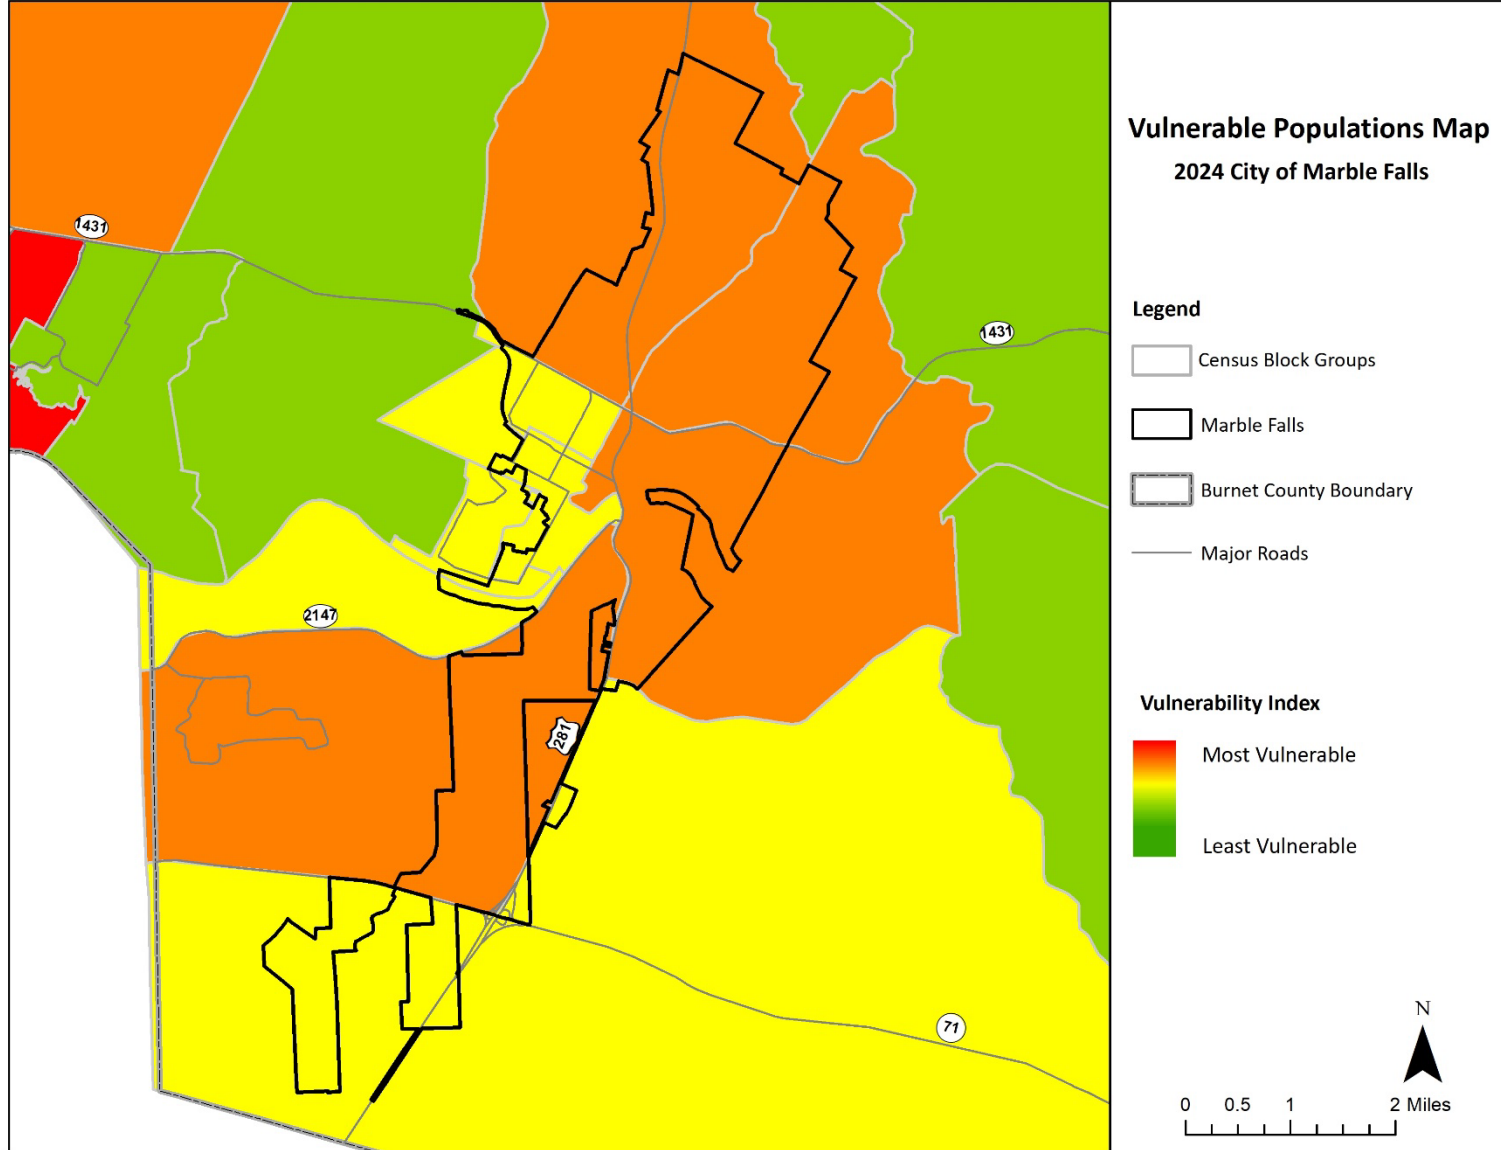 Vulnerable Populations Map
2024 City of Marble Falls
1431
1431
2147
281
71
Legend
Census Block Groups
Marble Falls
Burnet County Boundary
Major Roads
Vulnerability Index
Most Vulnerable
Least Vulnerable
N
0 0.5 1 2 Miles